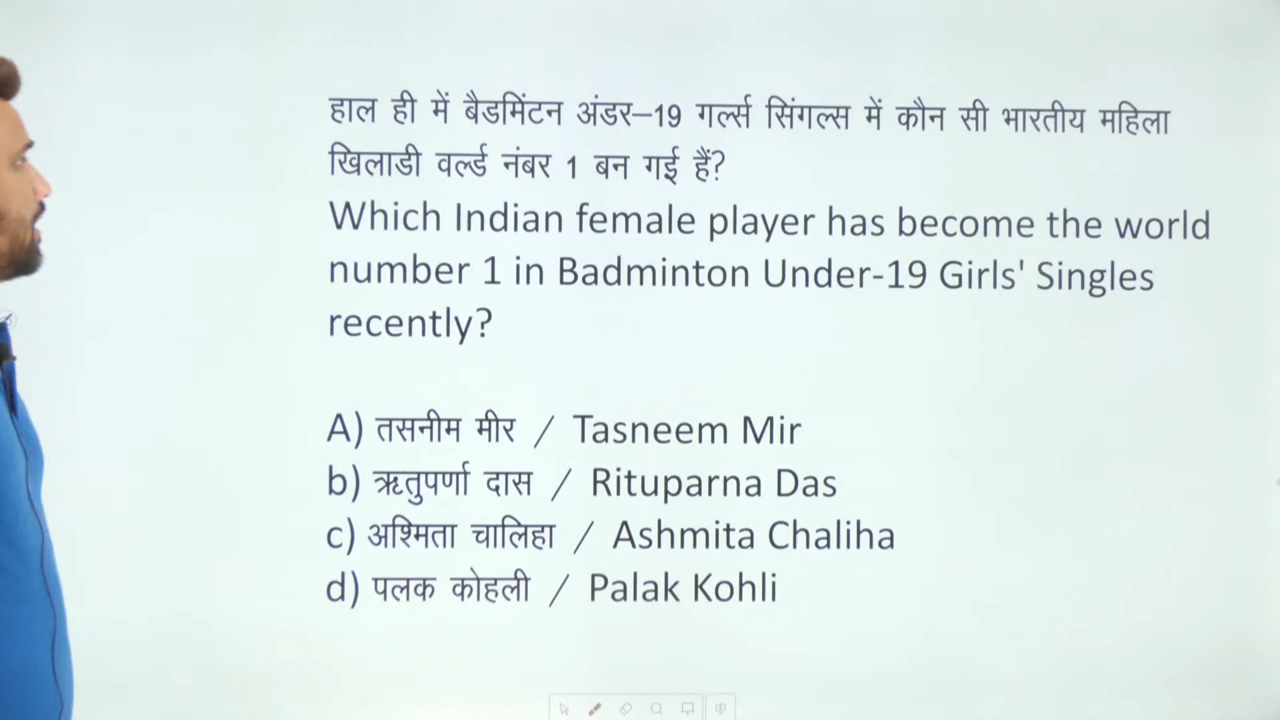 हाल ही में बैडमिंटन अंडर–19 गर्ल्स सिंगल्स में कौन सी भारतीय महिला
खिलाडी वर्ल्ड नंबर 1 बन गई हैं?
Which Indian female player has become the world
number 1 in Badminton Under-19 Girls' Singles
recently?
A) तसनीम मीर / Tasneem Mir
b) ऋतुपर्णा दास / Rituparna Das
c) अश्मिता चालिहा / Ashmita Chaliha
d) पलक कोहली / Palak Kohli